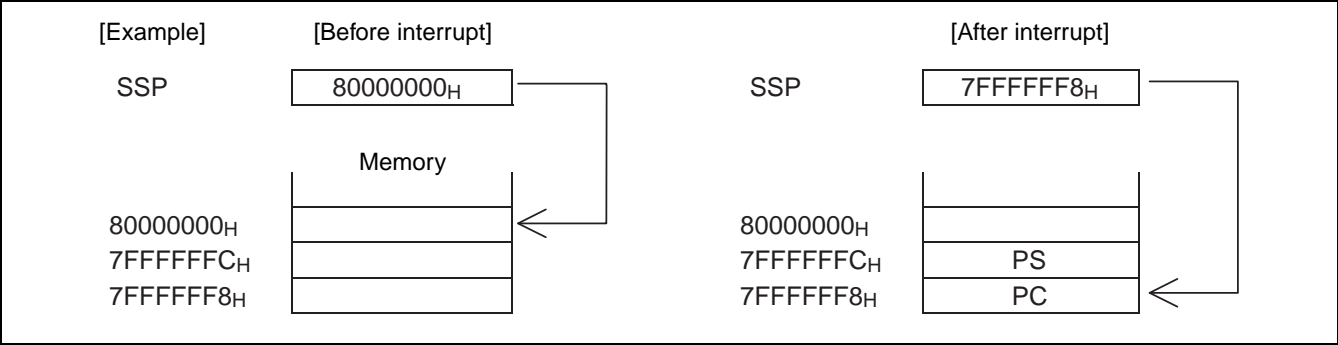 [Example] [Before interrupt] [After interrupt]
SSP 80000000H SSP 7FFFFFF8H
Memory
80000000H 80000000H
7FFFFFFCH 7FFFFFFCH PS
7FFFFFF8H 7FFFFFF8H PC